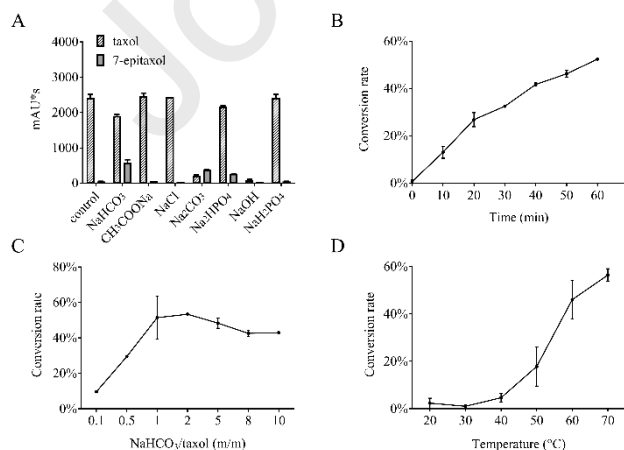 JO
A
taxol
7-epitaxol
mAU*s
4000
3000
2000
1000
0
control
NaHCO3
CH3COONa
NaCl
Na2CO3
Na2HPO4
NaOH
NaH2PO4
B
Conversion rate
60%
40%
20%
0%
0 10 20 30 40 50 60
Time (min)
C
Conversion rate
80%
60%
40%
20%
0%
0.1 0.5 1 2 5 8 10
NaHCO3/taxol (m/m)
D
Conversion rate
60%
40%
20%
0%
20 30 40 50 60 70
Temperature (°C)